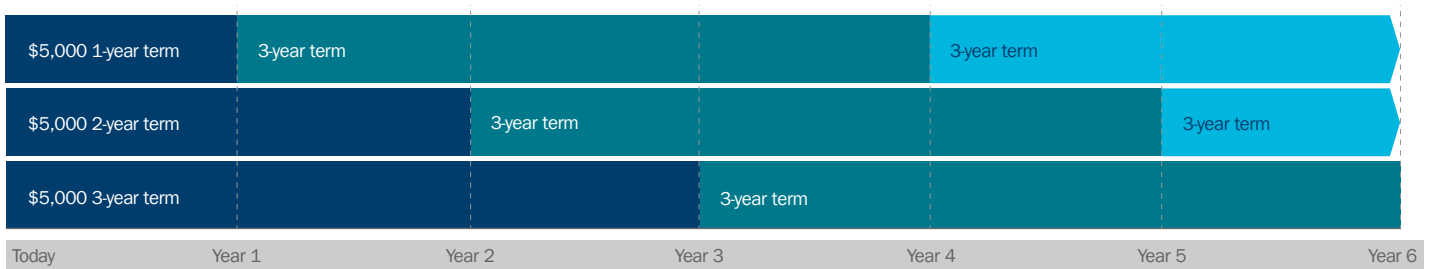 $5,000 1-year term 3-year term 3-year term
$5,000 2-year term 3-year term 3-year term
$5,000 3-year term 3-year term
Today Year 1 Year 2 Year 3 Year 4 Year 5 Year 6